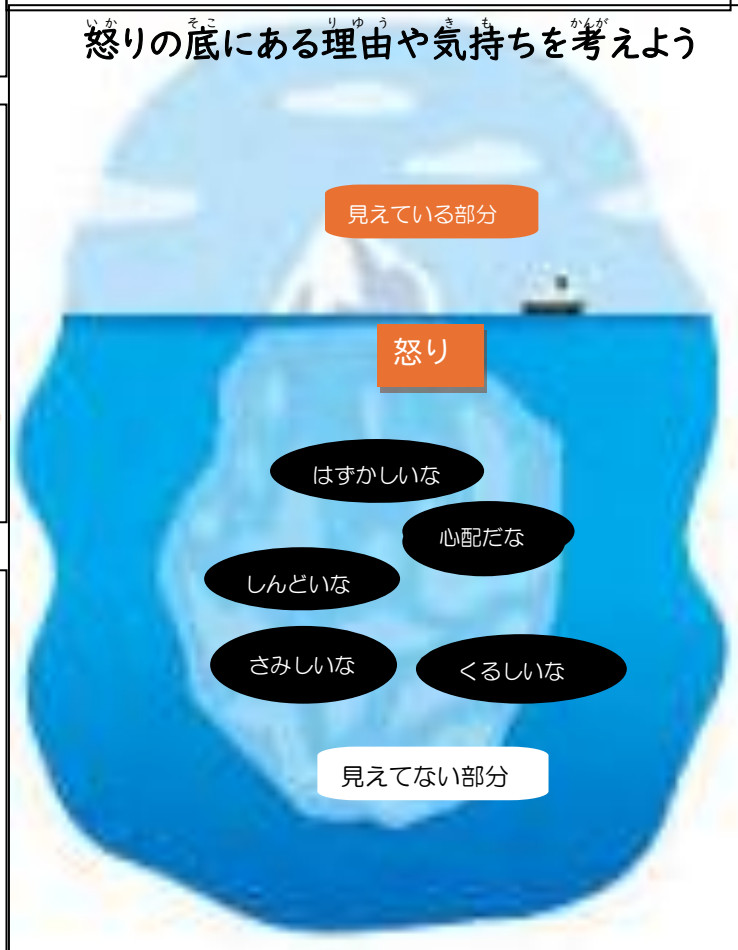 怒りの底にある理由や気持ちを考えよう
見えている部分
怒り
はずかしいな
心配だな
しんどいな
さみしいな
くるしいな
見えてない部分